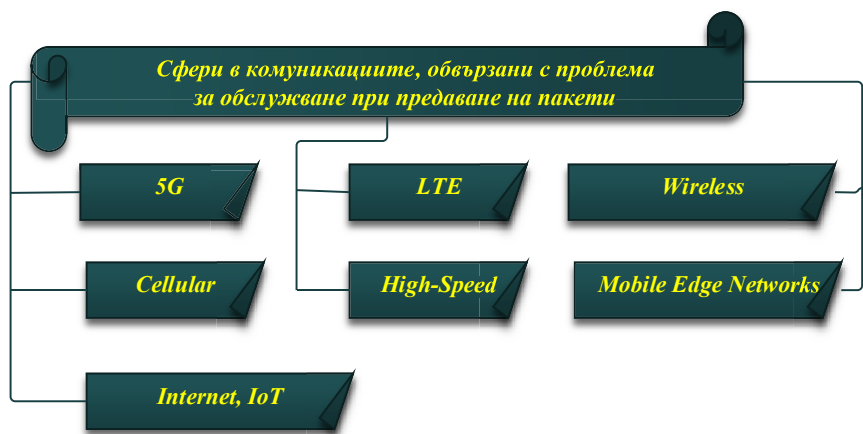 Сфери в комуникациите, обвързани с проблема
за обслужване при предаване на пакети
5G
LTE
Wireless
Cellular
High-Speed
Mobile Edge Networks
Internet, IoT